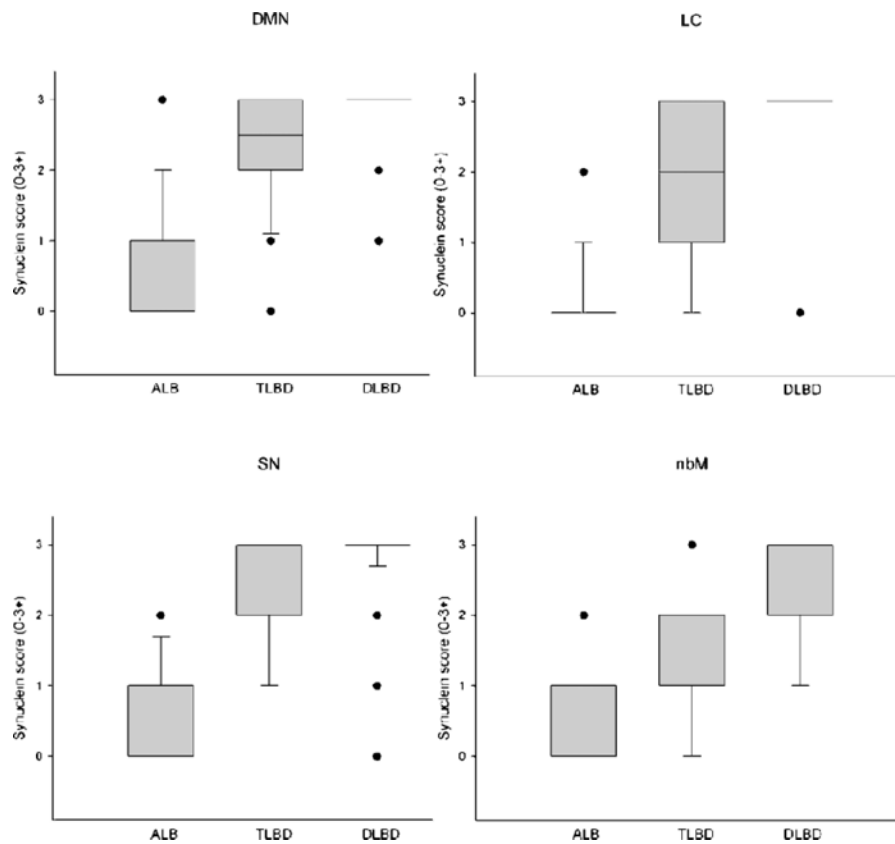 DMN
Synuclein score (0-3+)
3
2
1
0
ALB TLBD DLBD
LC
Synuclein score (0-3+)
3
2
1
0
ALB TLBD DLBD
SN
Synuclein score (0-3+)
3
2
1
0
ALB TLBD DLBD
nbM
Synuclein score (0-3+)
3
2
1
0
ALB TLBD DLBD